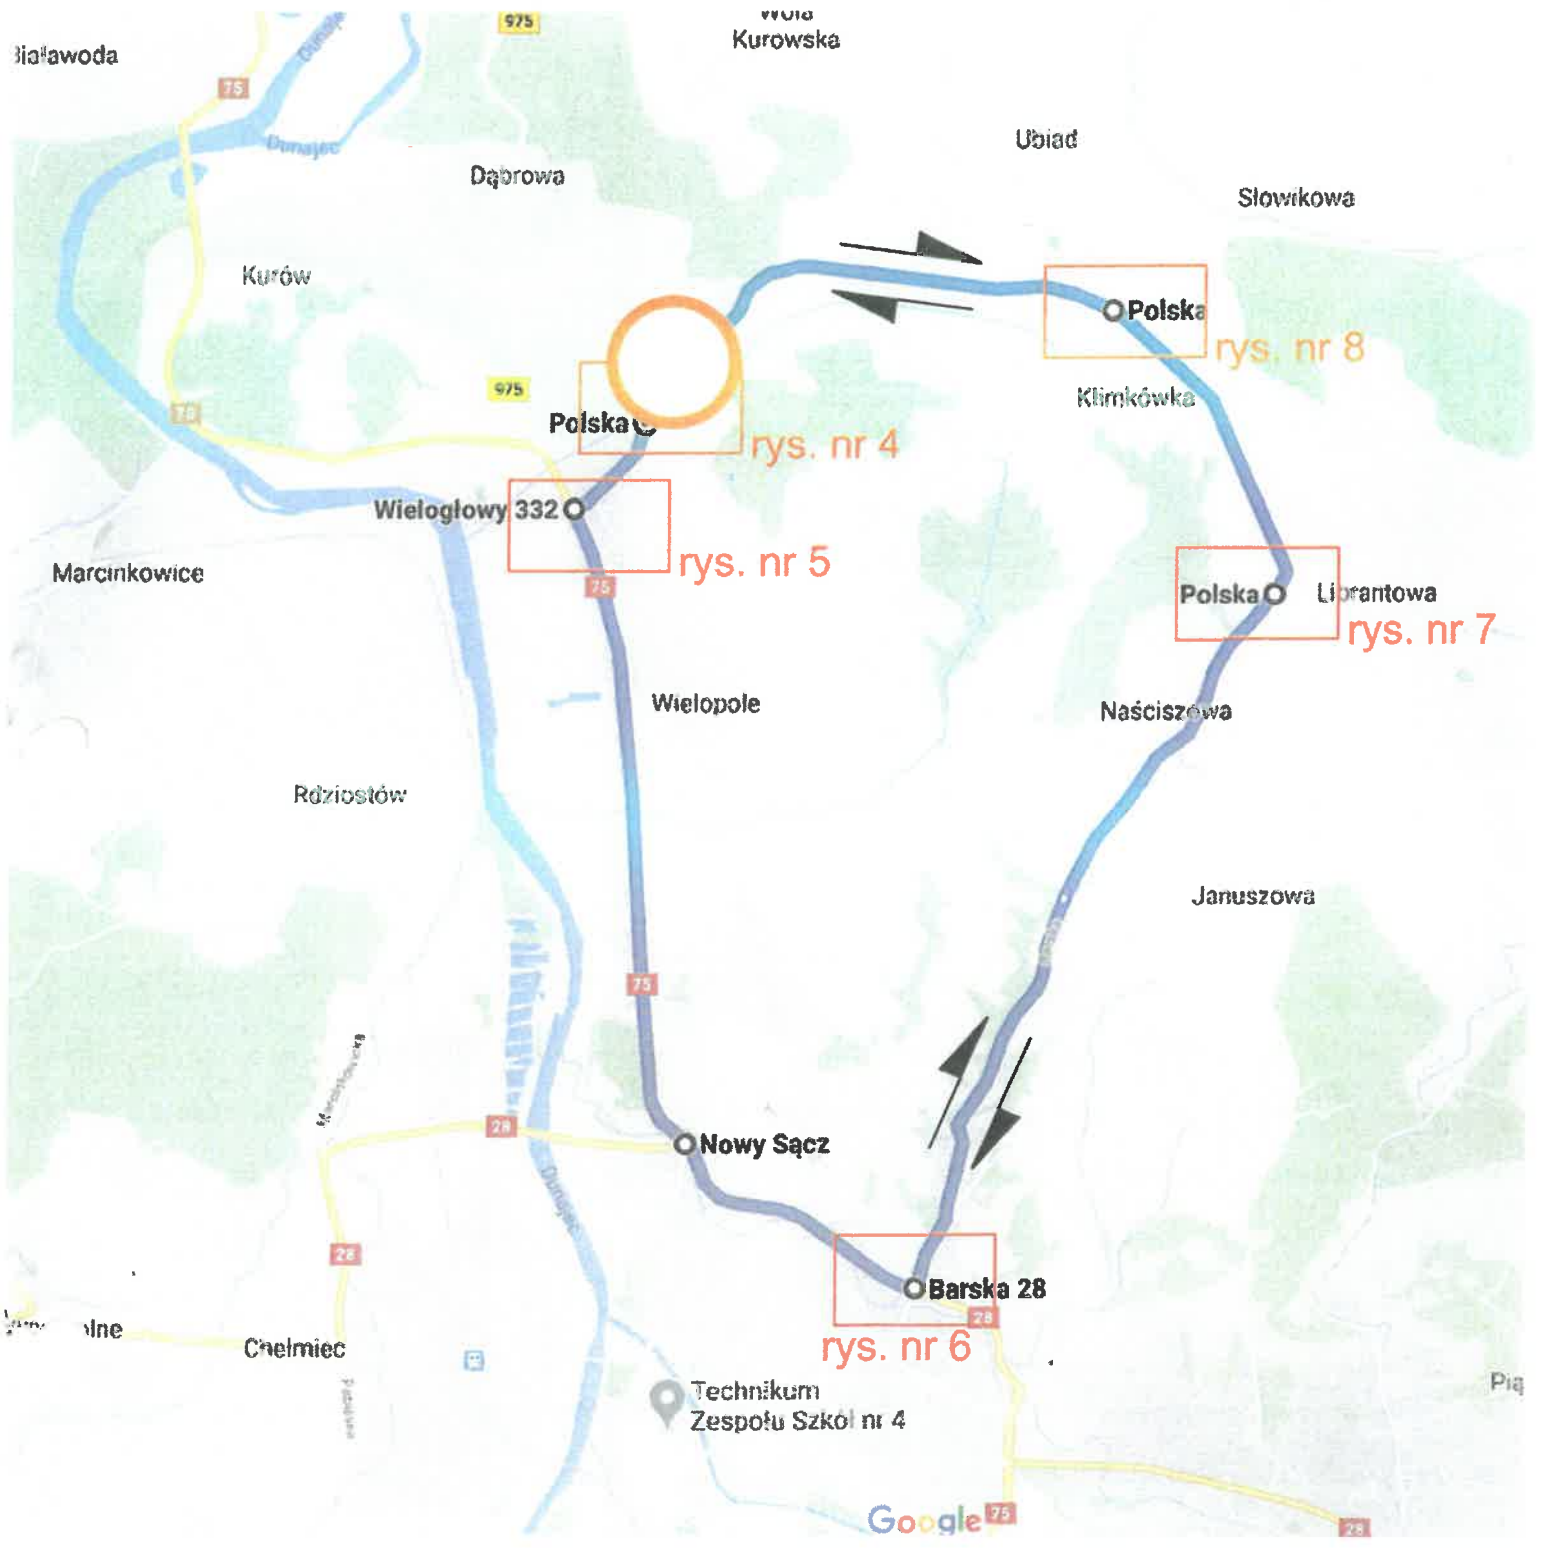 975
Kurowska
75
Ubiad
Dunajec
Dąbrowa
Słowikowa
Kurów
Polska
rys. nr 8
975
Klimkówka
75
Polska
rys. nr 4
Wielogłowy 332
rys. nr 5
Marcinkowice
75
Polska
Librantowa
rys. nr 7
Wielopole
Naściszowa
Rdziostów
Januszowa
75
28
Nowy Sącz
Dunajec
28
Barska 28
28
Chełmiec
rys. nr 6
Technikum
Zespołu Szkół nr 4
Google
75
28